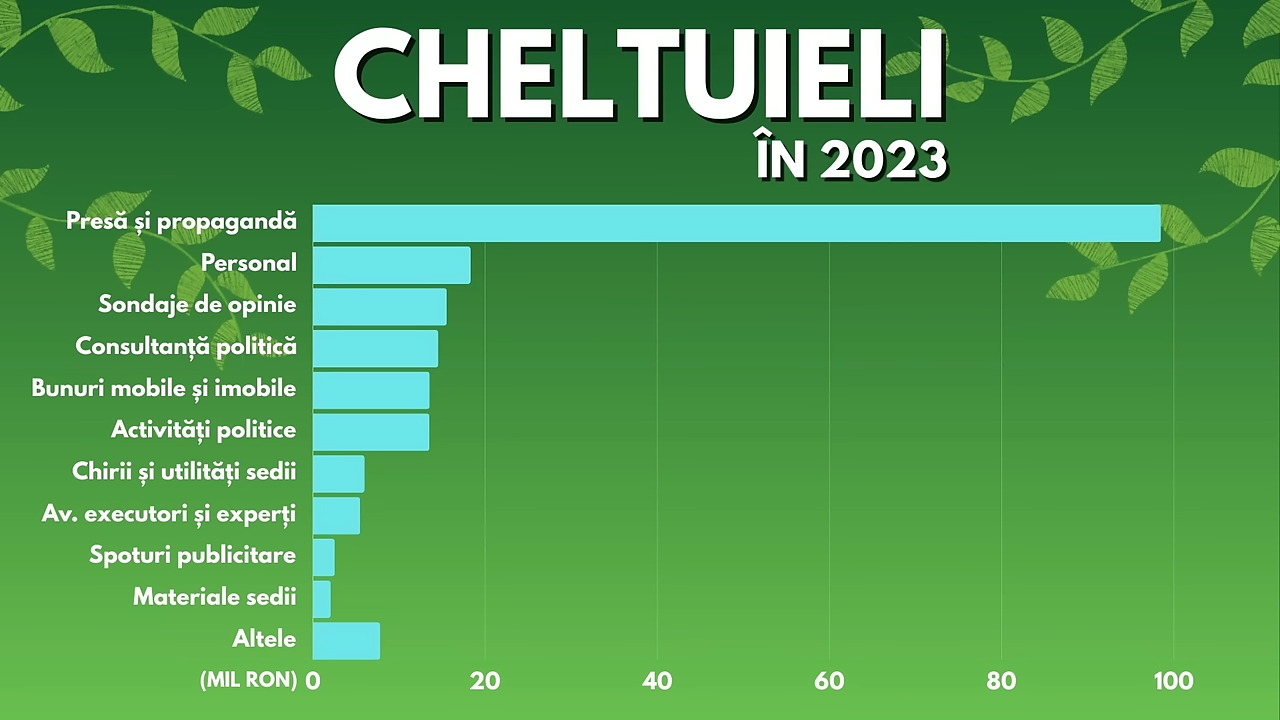 CHELTUIELI
ÎN 2023
Presă și propagandă
Personal
Sondaje de opinie
Consultanță politică
Bunuri mobile și imobile
Activități politice
Chirii și utilități sedii
Av. executori și experți
Spoturi publicitare
Materiale sedii
Altele
(MIL RON) 0 20 40 60 80 100